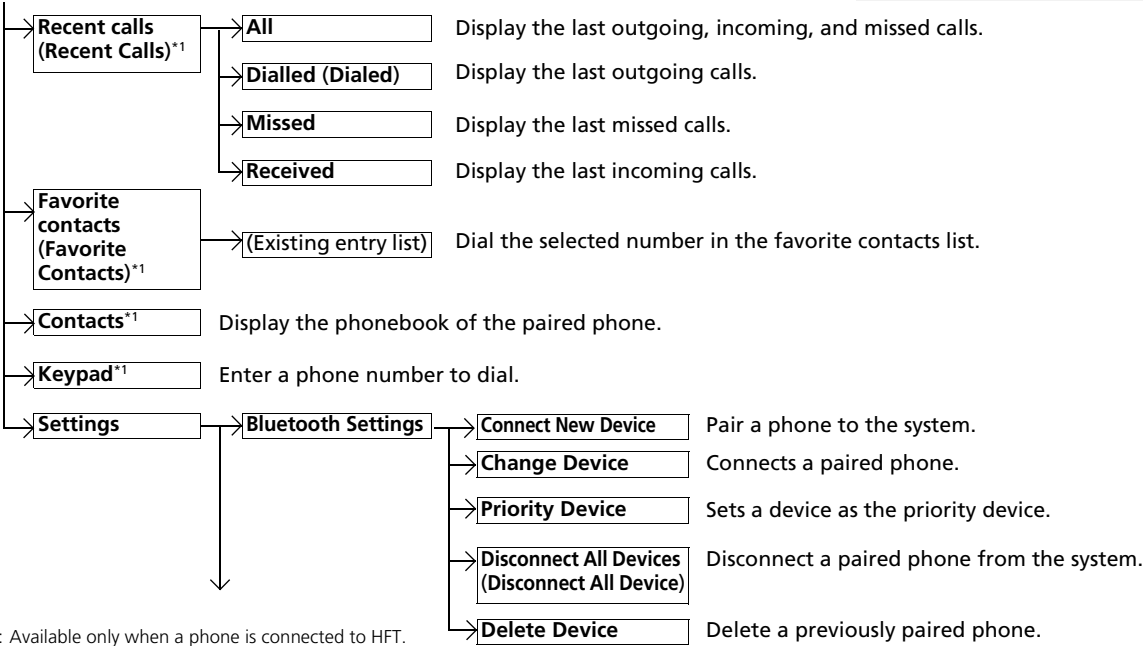 Recent calls
(Recent Calls)*1
All
Display the last outgoing, incoming, and missed calls.
Dialled (Dialed)
Display the last outgoing calls.
Missed
Display the last missed calls.
Received
Display the last incoming calls.
Favorite
contacts
(Favorite
Contacts)*1
(Existing entry list)
Dial the selected number in the favorite contacts list.
Contacts*1
Display the phonebook of the paired phone.
Keypad*1
Enter a phone number to dial.
Settings
Bluetooth Settings
Connect New Device
Pair a phone to the system.
Change Device
Connects a paired phone.
Priority Device
Sets a device as the priority device.
Disconnect All Devices
(Disconnect All Device)
Disconnect a paired phone from the system.
Delete Device
Delete a previously paired phone.
: Available only when a phone is connected to HFT.